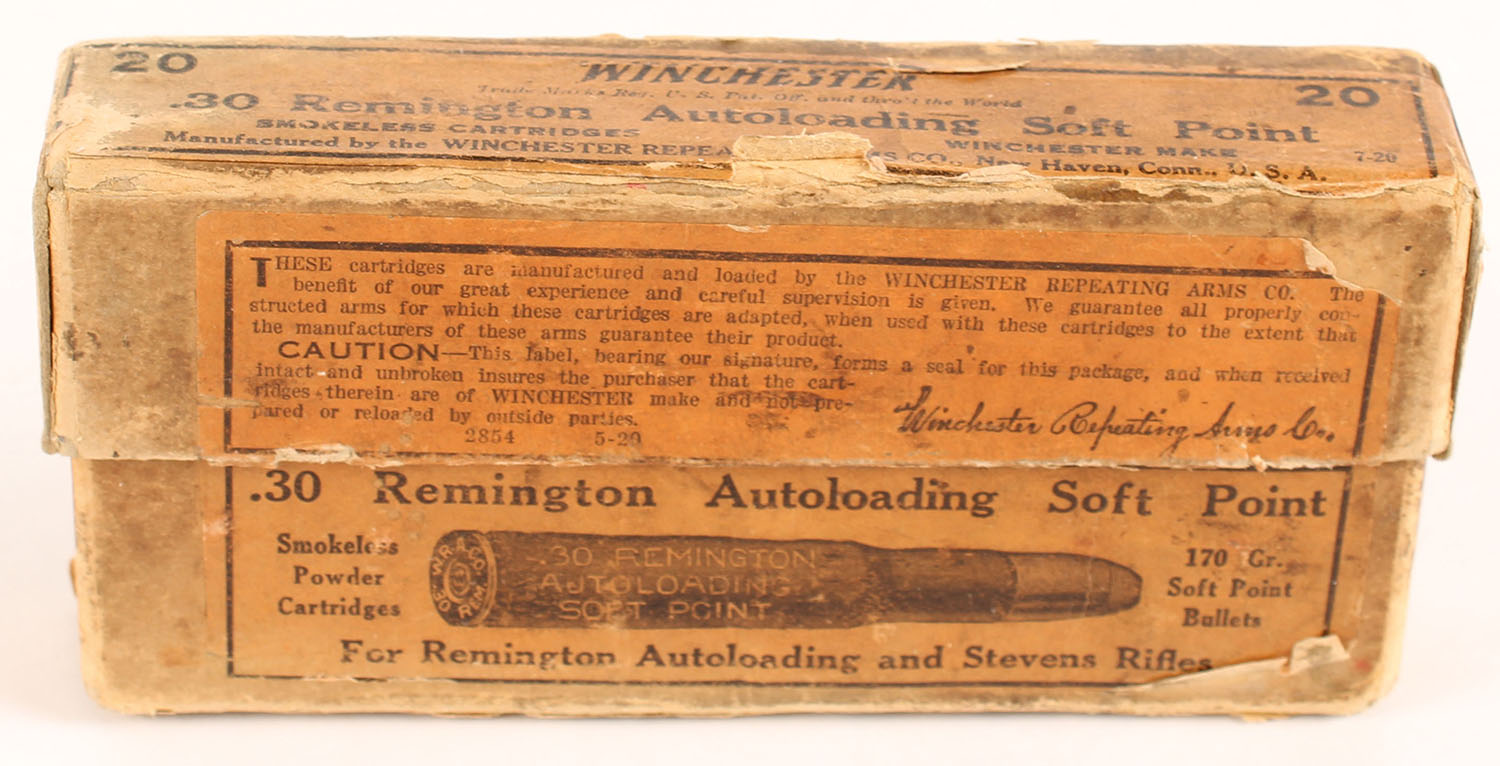 20 WINCHESTER 20
Trade Marks Reg. U. S. Pat. Off. and thro't the World
.30 Remington Autoloading Soft Point
SMOKELESS CARTRIDGES WINCHESTER MAKE
Manufactured by the WINCHESTER REPEA S CO., New Haven, Conn., U. S. A. 7-20
THESE cartridges are manufactured and loaded by the WINCHESTER REPEATING ARMS CO. The
benefit of our great experience and careful supervision is given. We guarantee all properly con-
structed arms for which these cartridges are adapted, when used with these cartridges to the extent that
the manufacturers of these arms guarantee their product.
CAUTION—This label, bearing our signature, forms a seal for this package, and when received
intact and unbroken insures the purchaser that the cart-
ridges therein are of WINCHESTER make and not pre-
pared or reloaded by outside parties.
Winchester Repeating Arms Co.
2854 5-20
.30 Remington Autoloading Soft Point
Smokeless
Powder
Cartridges
W.R.A.CO.
30 REM.
.30 REMINGTON
AUTOLOADING
SOFT POINT
170 Gr.
Soft Point
Bullets
For Remington Autoloading and Stevens Rifles